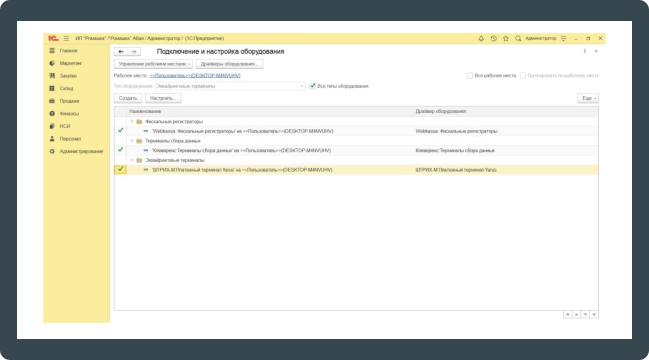 1С ИП "Ромашка" /"Ромашка" Абат / Администратор / (1С:Предприятие)
Администратор
Главное
Маркетинг
Закупки
Склад
Продажи
Финансы
НСИ
Персонал
Администрирование
Подключение и настройка оборудования
Управление рабочими местами
Драйверы оборудования...
Рабочее место: <<Пользователь>>(DESKTOP-M4NVUHV)
Все рабочие места
Группировать по рабочему месту
Тип оборудования: Эквайринговые терминалы
Все типы оборудования
Создать
Настроить...
Еще
Наименование
Драйвер оборудования
Фискальные регистраторы
'Webkassa: Фискальные регистраторы' на <<Пользователь>>(DESKTOP-M4NVUHV)
Webkassa: Фискальные регистраторы
Терминалы сбора данных
'Клеверенс:Терминалы сбора данных' на <<Пользователь>>(DESKTOP-M4NVUHV)
Клеверенс:Терминалы сбора данных
Эквайринговые терминалы
'ШТРИХ-М:Платежный терминал Yarus' на <<Пользователь>>(DESKTOP-M4NVUHV)
ШТРИХ-М:Платежный терминал Yarus